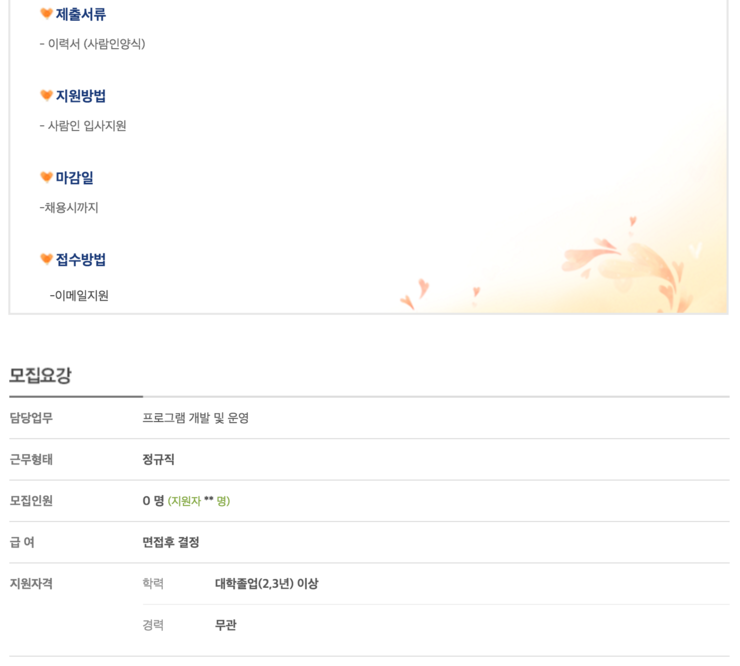 제출서류
- 이력서 (사람인양식)
지원방법
- 사람인 입사지원
마감일
-채용시까지
접수방법
-이메일지원
모집요강
담당업무 프로그램 개발 및 운영
근무형태 정규직
모집인원 0 명 (지원자 ** 명)
급 여 면접후 결정
지원자격 학력 대학졸업(2,3년) 이상
경력 무관